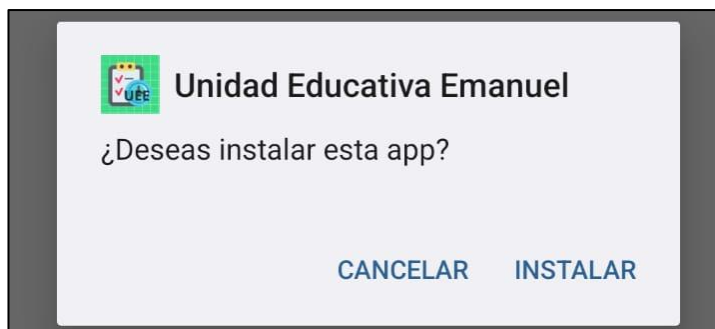 UEE
Unidad Educativa Emanuel
¿Deseas instalar esta app?
CANCELAR INSTALAR